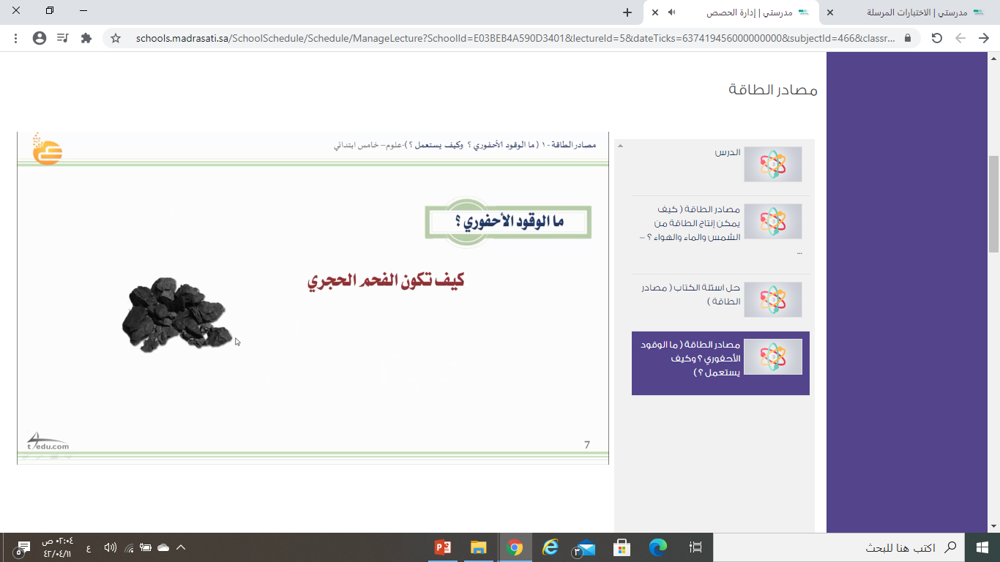 مدرستي | الاختبارات المرسلة
مدرستي | إدارة الحصص
schools.madrasati.sa/SchoolSchedule/Schedule/ManageLecture?SchoolId=E03BEB4A590D3401&lectureId=5&dateTicks=637419456000000000&subjectId=466&classr...
مصادر الطاقة
الدرس
مصادر الطاقة ( كيف
يمكن إنتاج الطاقة من
الشمس والماء والهواء ؟ –
...
حل اسئلة الكتاب ( مصادر
الطاقة )
مصادر الطاقة ( ما الوقود
الأحفوري ؟ وكيف
يستعمل ؟ )
مصادر الطاقة - ١ ( ما الوقود الأحفوري ؟ وكيف يستعمل ؟ )-علوم– خامس ابتدائي
ما الوقود الأحفوري ؟
كيف تكون الفحم الحجري
t4edu.com
7
اكتب هنا للبحث
٣
ع
٠٢:٠٤ ص
٤٢/٠٤/١١
٥